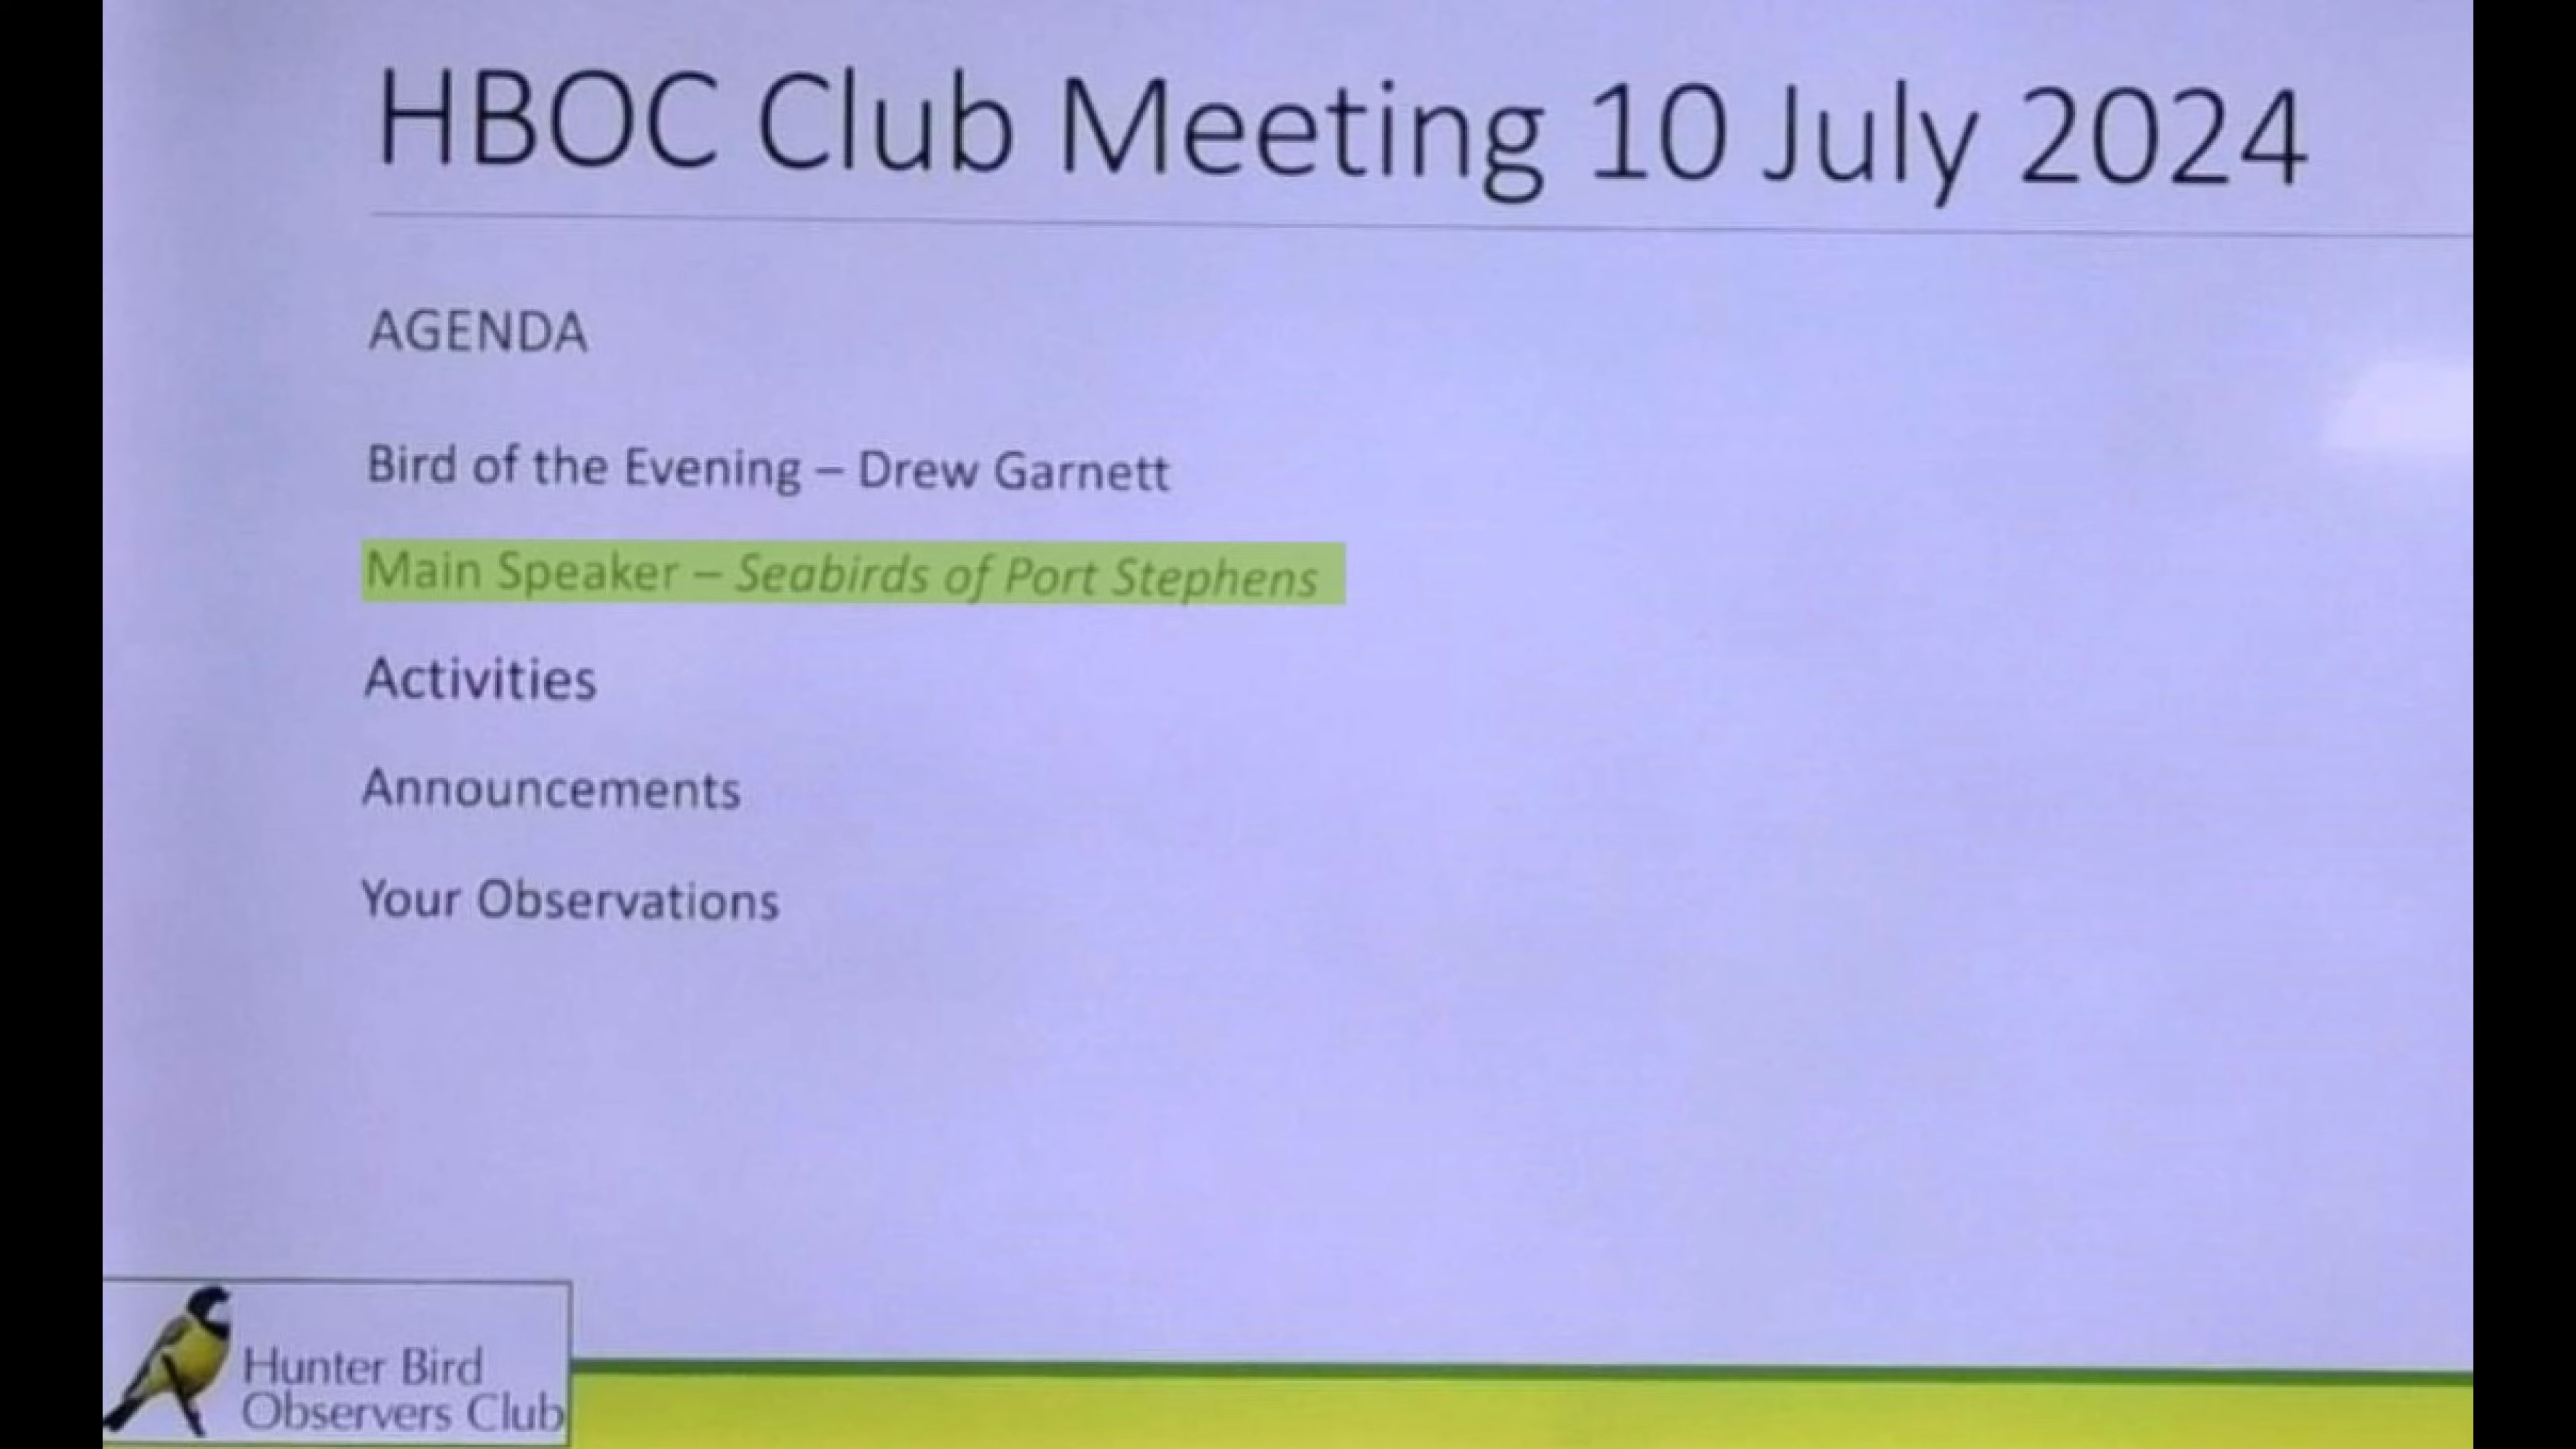 HBOC Club Meeting 10 July 2024
AGENDA
Bird of the Evening – Drew Garnett
Main Speaker – Seabirds of Port Stephens
Activities
Announcements
Your Observations
Hunter Bird
Observers Club